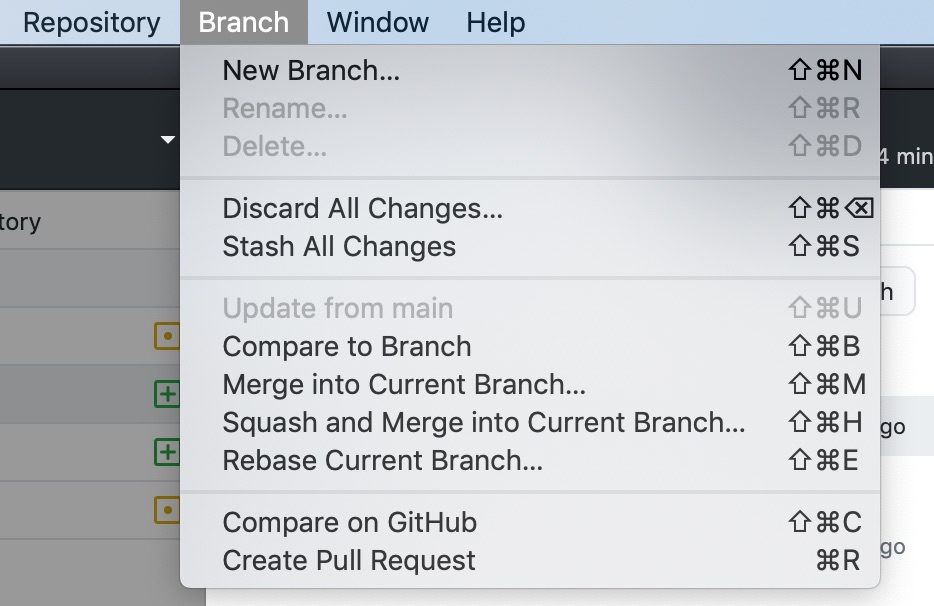 Repository Branch Window Help
New Branch... ⇧⌘N
Rename... ⇧⌘R
Delete... ⇧⌘D
4 min
Discard All Changes... ⇧⌘⌫
tory
Stash All Changes ⇧⌘S
h
Update from main ⇧⌘U
Compare to Branch ⇧⌘B
Merge into Current Branch... ⇧⌘M
Squash and Merge into Current Branch... ⇧⌘H
go
Rebase Current Branch... ⇧⌘E
Compare on GitHub ⇧⌘C
go
Create Pull Request ⌘R